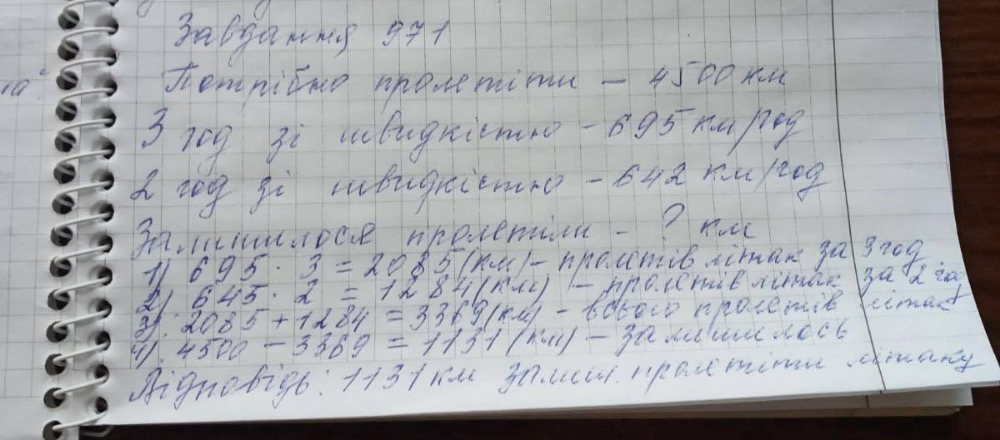 Завдання 971
Потрібно пролетіти – 4500 км
3 год зі швидкістю – 695 км/год
2 год зі швидкістю – 642 км/год
Залишилося пролетіли – ? км
1) 695 · 3 = 2085 (км) – пролетів літак за 3 год
2) 645 · 2 = 1284 (км) – пролетів літак за 2 год
3) 2085 + 1284 = 3369 (км) – всього пролетів літак
4) 4500 – 3369 = 1131 (км) – залишилось
Відповідь: 1131 км залиш. пролетіти літаку